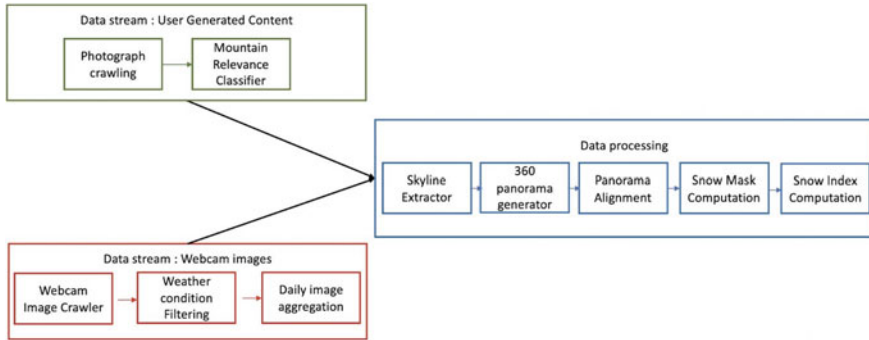 Data stream : User Generated Content
Photograph
crawling
Mountain
Relevance
Classifier
Data processing
Skyline
Extractor
360
panorama
generator
Panorama
Alignment
Snow Mask
Computation
Snow Index
Computation
Data stream : Webcam images
Webcam
Image Crawler
Weather
condition
Filtering
Daily image
aggregation